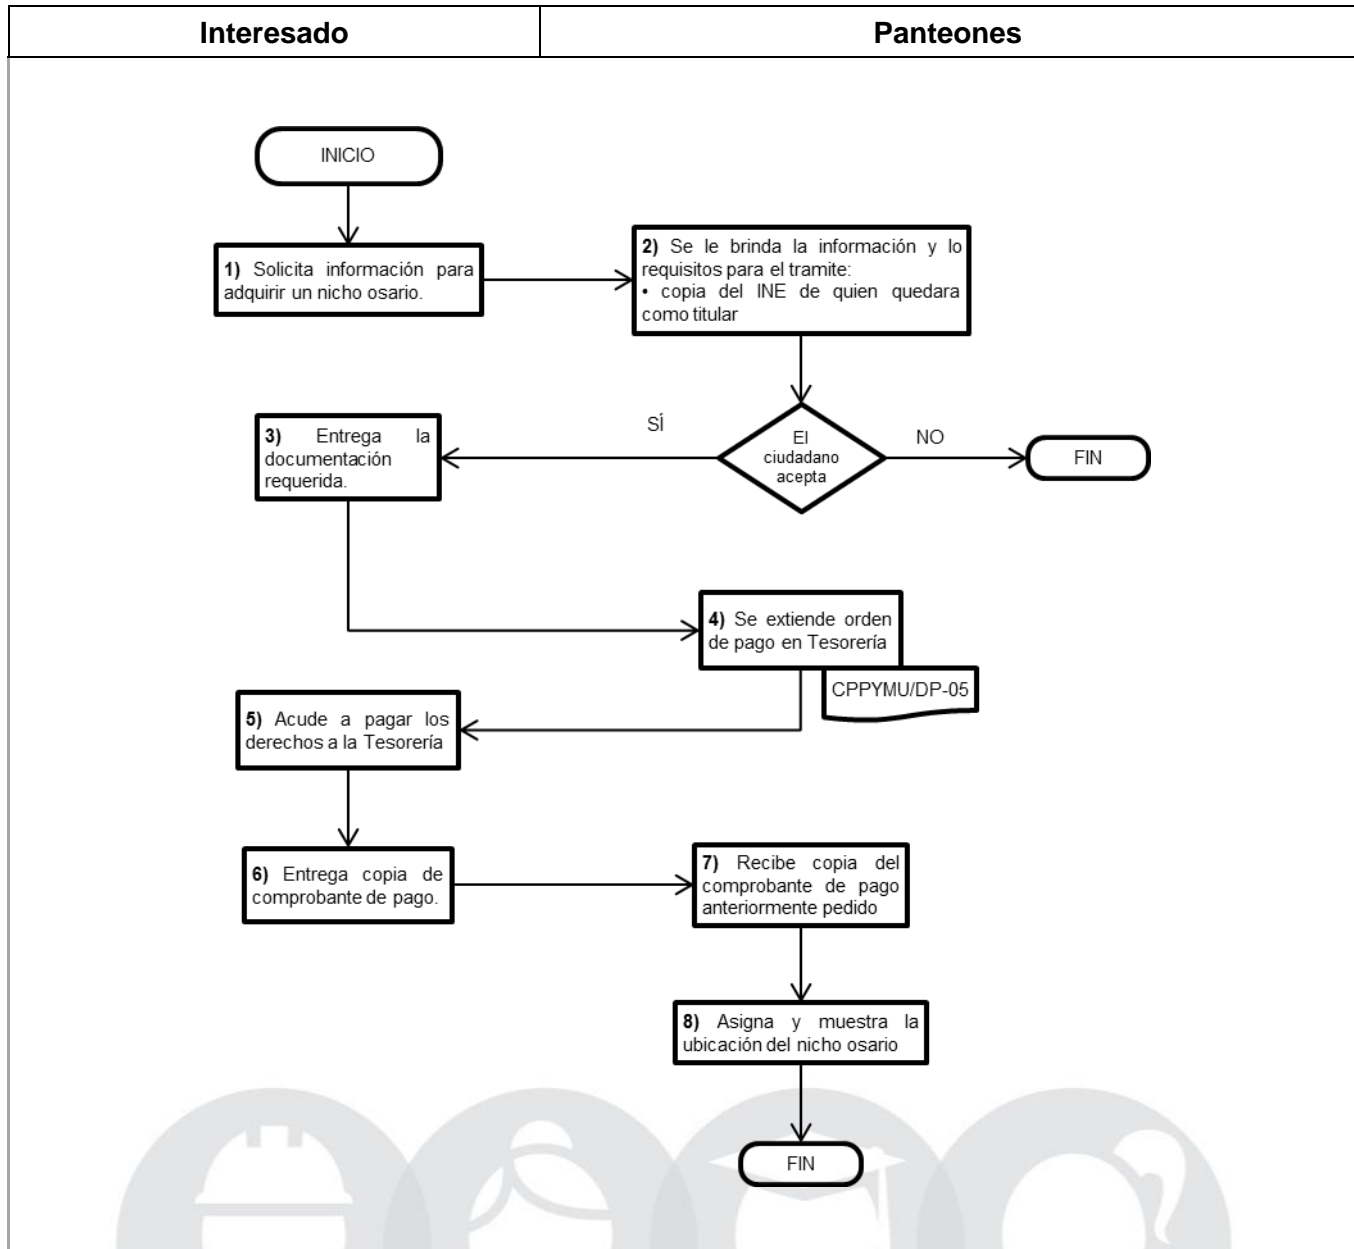 Interesado
Panteones
INICIO
1) Solicita información para
adquirir un nicho osario.
2) Se le brinda la información y lo
requisitos para el tramite:
• copia del INE de quien quedara
como titular
El
ciudadano
acepta
SÍ
NO
FIN
3) Entrega la
documentación
requerida.
4) Se extiende orden
de pago en Tesorería
CPPYMU/DP-05
5) Acude a pagar los
derechos a la Tesorería
6) Entrega copia de
comprobante de pago.
7) Recibe copia del
comprobante de pago
anteriormente pedido
8) Asigna y muestra la
ubicación del nicho osario
FIN